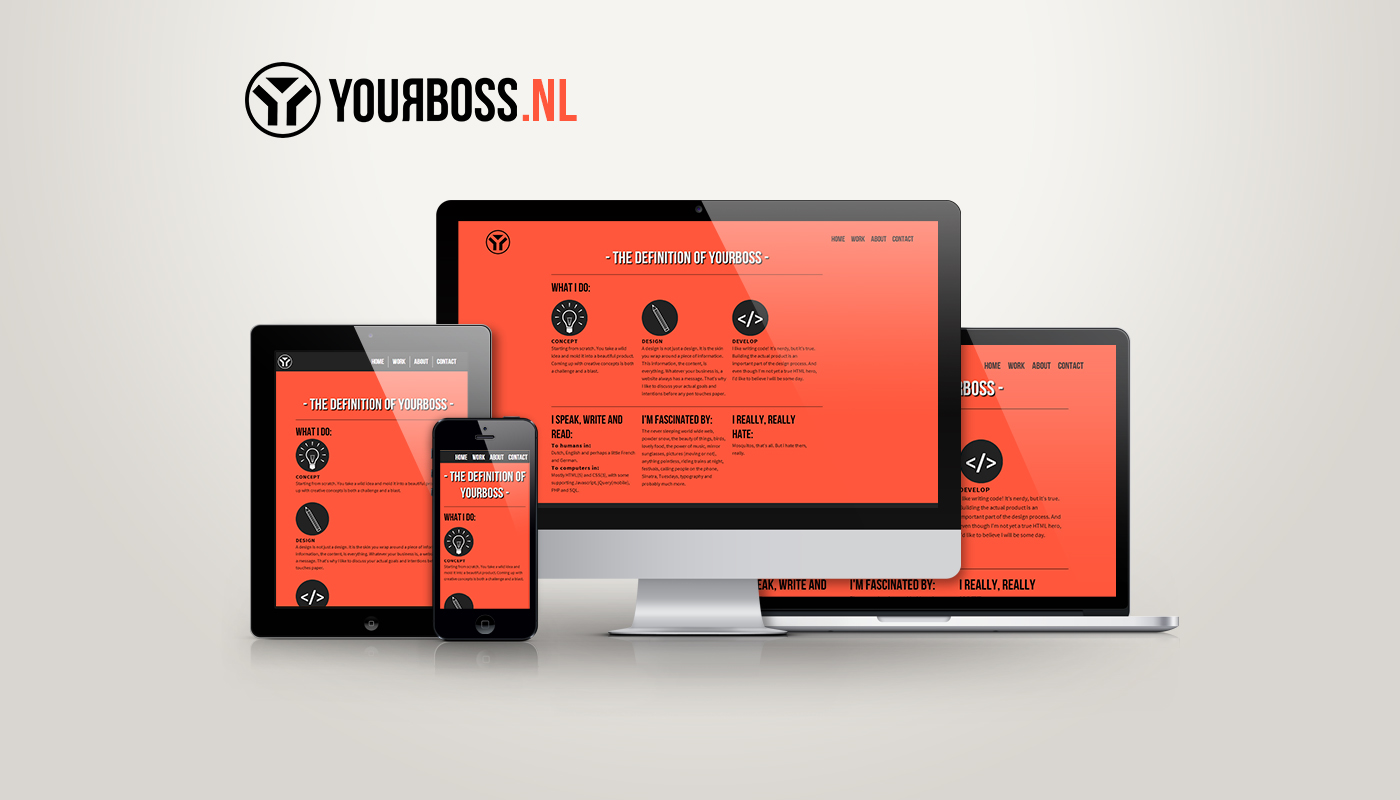 YOUЯBOSS.NL
HOME WORK ABOUT CONTACT
- THE DEFINITION OF YOURBOSS -
WHAT I DO:
CONCEPT
Starting from scratch. You take a wild
idea and mold it into a beautiful product.
Coming up with creative concepts is both
a challenge and a blast.
DESIGN
A design is not just a design. It is the skin
you wrap around a piece of information.
This information, the content, is
everything. Whatever your business is, a
website always has a message. That's why
I like to discuss your actual goals and
intentions before any pen touches paper.
</>
DEVELOP
I like writing code! It's nerdy, but it's true.
Building the actual product is an
important part of the design process. And
even though I'm not yet a true HTML hero,
I'd like to believe I will be some day.
I SPEAK, WRITE AND
READ:
To humans in:
Dutch, English and perhaps a little French
and German.
To computers in:
Mostly HTML(5) and CSS(3), with some
supporting Javascript, jQuery(mobile),
PHP and SQL.
I'M FASCINATED BY:
The never sleeping world wide web,
powder snow, the beauty of things, bikes,
lovely food, the power of music, mirror
sunglasses, pictures (moving or not),
anything pointless, riding trains at night,
festivals, calling people on the phone,
Sinatra, Tuesdays, typography and
probably much more.
I REALLY, REALLY
HATE:
Mosquitos, that's all. But I hate them,
really.
HOME WORK ABOUT CONTACT
- THE DEFINITION OF YOURBOSS -
WHAT I DO:
CONCEPT
Starting from scratch. You take a wild idea and mold it into a beautiful
up with creative concepts is both a challenge and a blast.
DESIGN
A design is not just a design. It is the skin you wrap around a piece of
information, the content, is everything. Whatever your business is, a
a message. That's why I like to discuss your actual goals and intentions
touches paper.
</>
HOME WORK ABOUT CONTACT
- THE DEFINITION OF
YOURBOSS -
WHAT I DO:
CONCEPT
Starting from scratch. You take a wild idea and
mold it into a beautiful product. Coming up with
creative concepts is both a challenge and a blast.
HOME WORK ABOUT CONTACT
RBOSS -
</>
DEVELOP
like writing code! It's nerdy, but it's true.
Building the actual product is an
important part of the design process. And
even though I'm not yet a true HTML hero,
I'd like to believe I will be some day.
EAK, WRITE AND
I'M FASCINATED BY:
I REALLY, REALLY